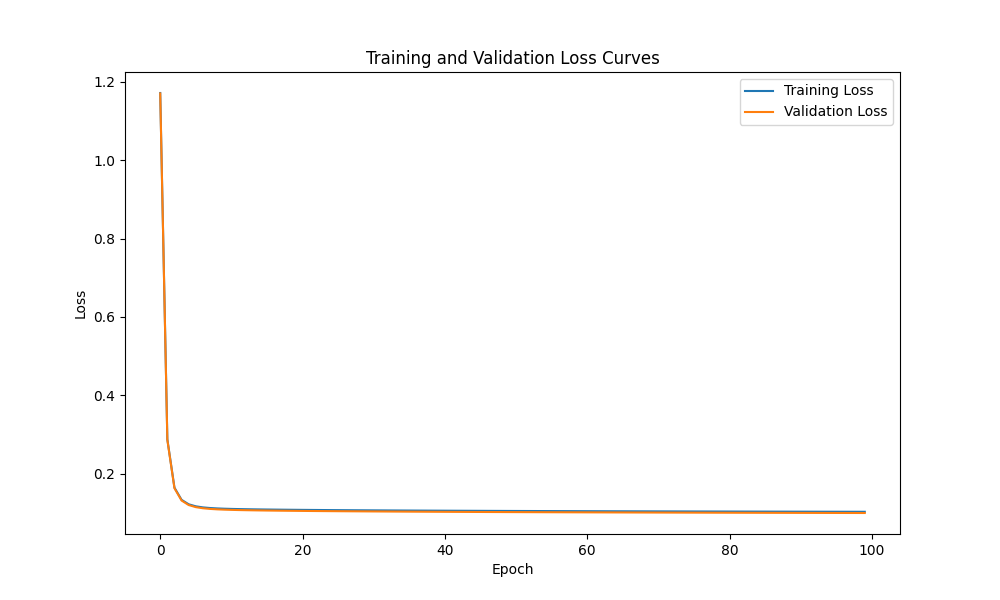 Training and Validation Loss Curves
Training Loss
Validation Loss
1.2
1.0
0.8
0.6
0.4
0.2
Loss
0 20 40 60 80 100
Epoch